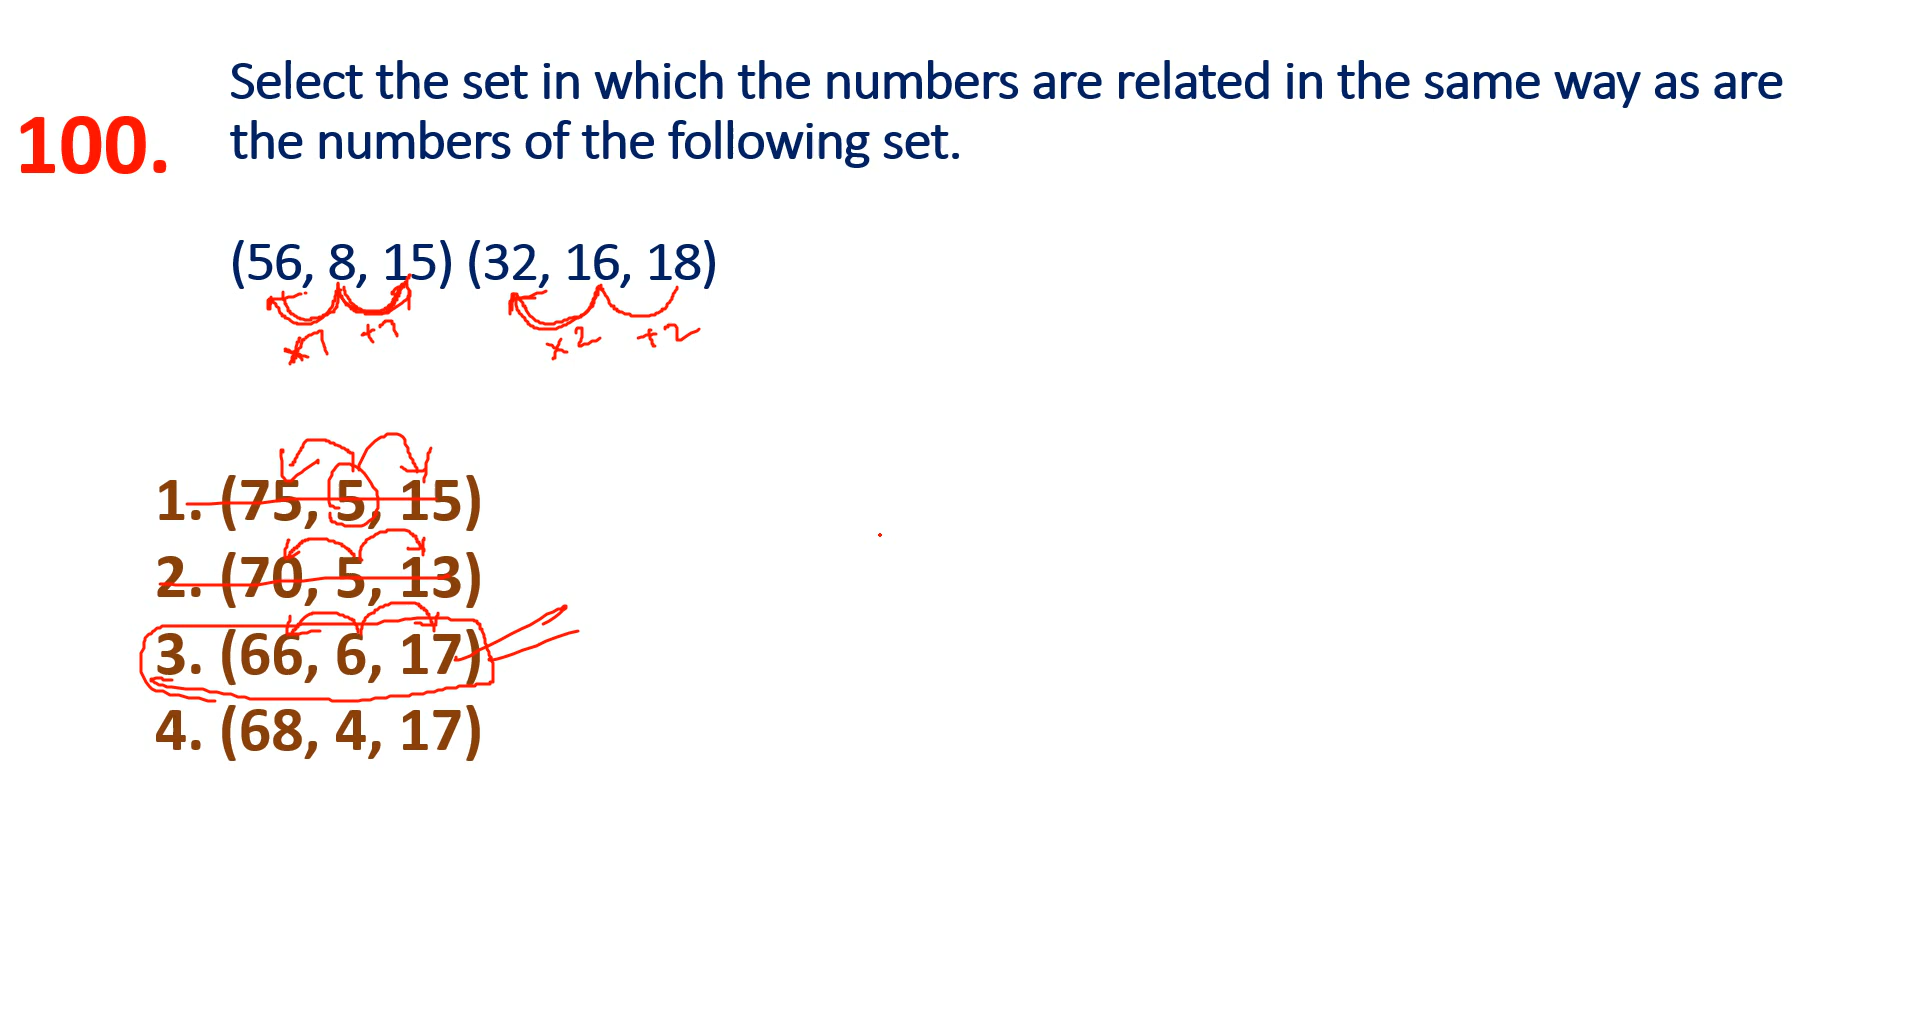 Select the set in which the numbers are related in the same way as are
100. the numbers of the following set.
(56, 8, 15) (32, 16, 18)
×7 +7 ×2 +2
1. (75, 5, 15)
2. (70, 5, 13)
3. (66, 6, 17)
4. (68, 4, 17)